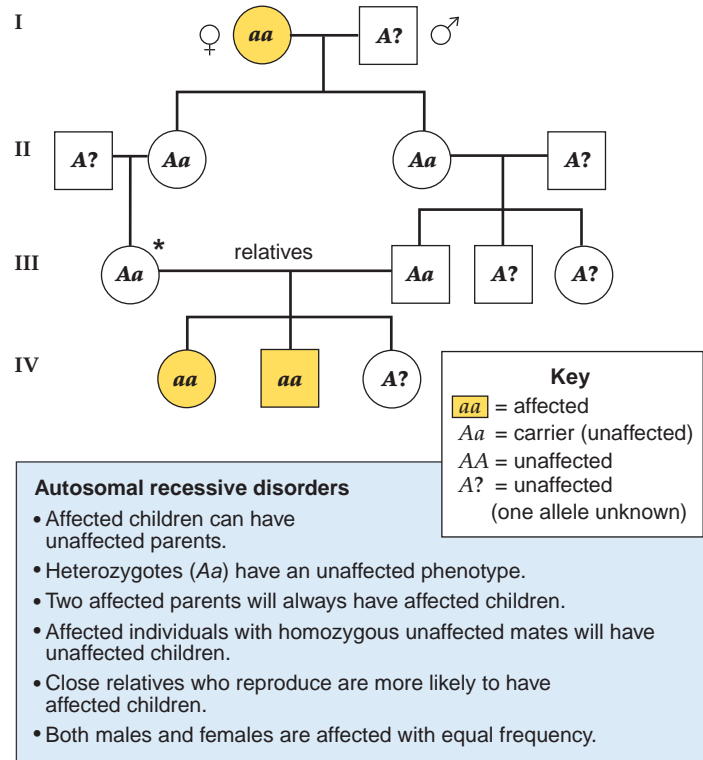 I
♀ aa A? ♂
II
A? Aa Aa A?
III
Aa * relatives Aa A? A?
IV
aa aa A?
Key
aa = affected
Aa = carrier (unaffected)
AA = unaffected
A? = unaffected
(one allele unknown)
Autosomal recessive disorders
• Affected children can have
unaffected parents.
• Heterozygotes (Aa) have an unaffected phenotype.
• Two affected parents will always have affected children.
• Affected individuals with homozygous unaffected mates will have
unaffected children.
• Close relatives who reproduce are more likely to have
affected children.
• Both males and females are affected with equal frequency.